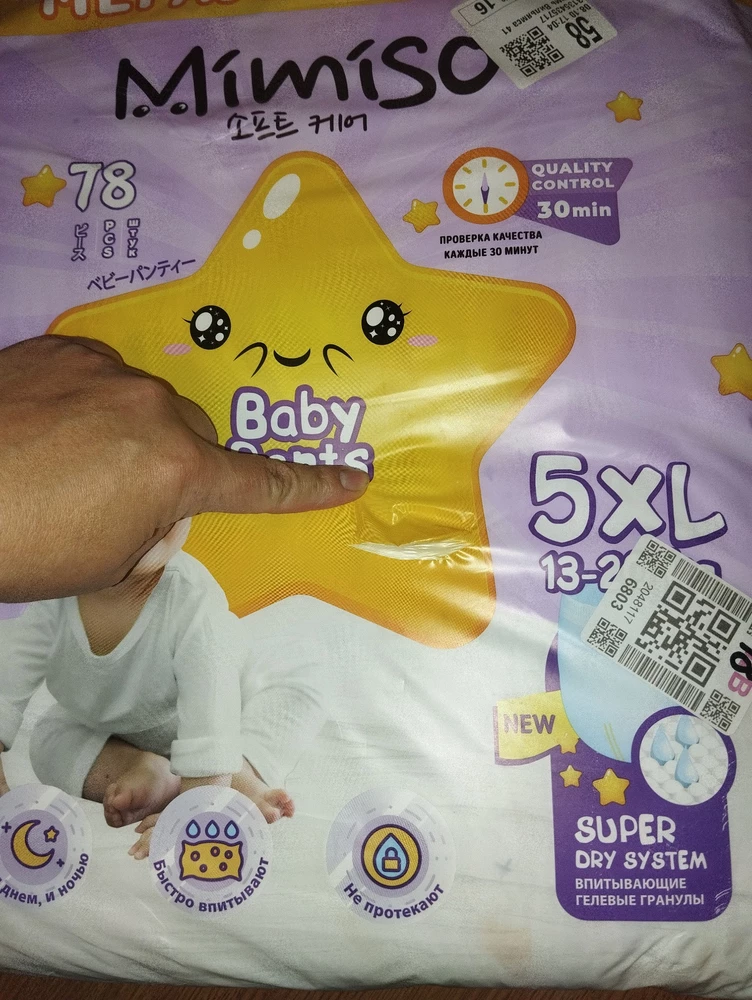 Mimiso
소프트 케어
58
16
78
ピース
PCS
ШТУК
ベビーパンティー
QUALITY
CONTROL
30min
ПРОВЕРКА КАЧЕСТВА
КАЖДЫЕ 30 МИНУТ
Baby
5XL
2048117
6803
NEW
SUPER
DRY SYSTEM
ВПИТЫВАЮЩИЕ
ГЕЛЕВЫЕ ГРАНУЛЫ
днем, и ночью
Быстро впитывают
Не протекают